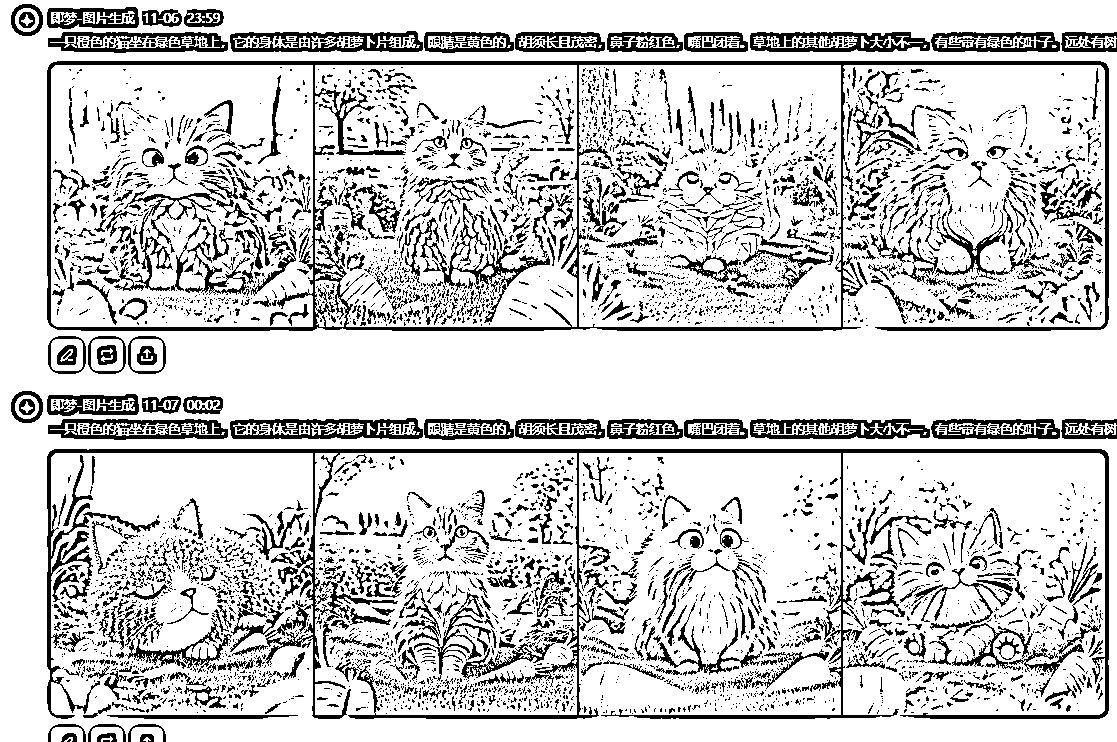 即梦-图片生成 11-06 23:59
一只橙色的猫坐在绿色草地上，它的身体是由许多胡萝卜片组成，眼睛是黄色的，胡须长且茂密，鼻子粉红色，嘴巴闭着。草地上的其他胡萝卜大小不一，有些带有绿色的叶子。远处有树
即梦-图片生成 11-07 00:02
一只橙色的猫坐在绿色草地上，它的身体是由许多胡萝卜片组成，眼睛是黄色的，胡须长且茂密，鼻子粉红色，嘴巴闭着。草地上的其他胡萝卜大小不一，有些带有绿色的叶子。远处有树